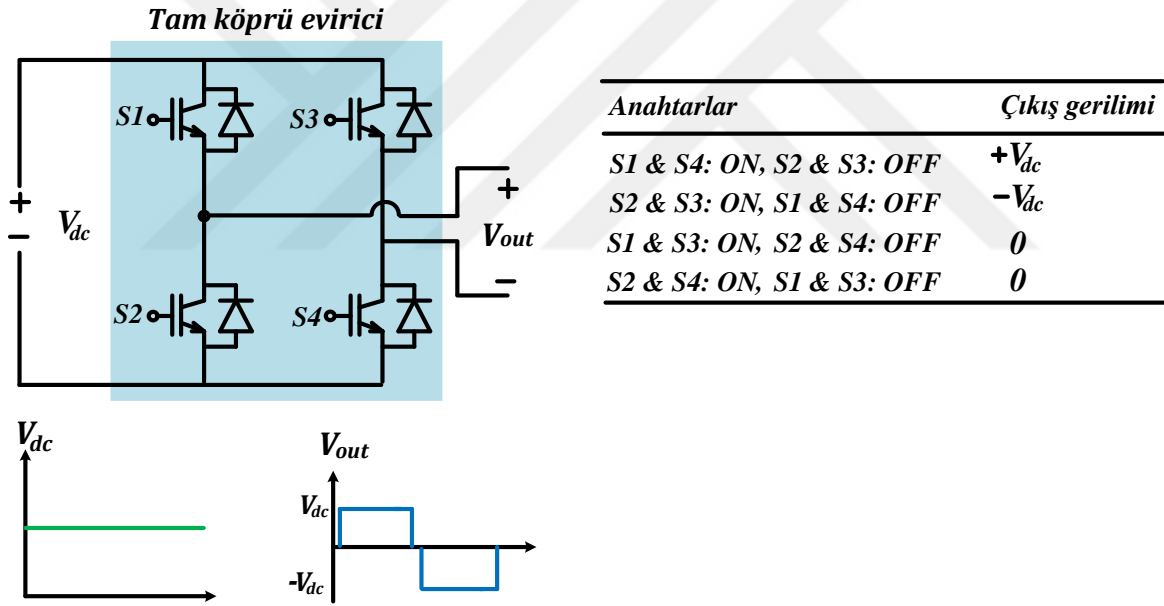 Tam köprü evirici
S1
S3
+
−
Vdc
+
Vout
−
S2
S4
Anahtarlar Çıkış gerilimi
S1 & S4: ON, S2 & S3: OFF +Vdc
S2 & S3: ON, S1 & S4: OFF −Vdc
S1 & S3: ON, S2 & S4: OFF 0
S2 & S4: ON, S1 & S3: OFF 0
Vdc
Vout
Vdc
-Vdc